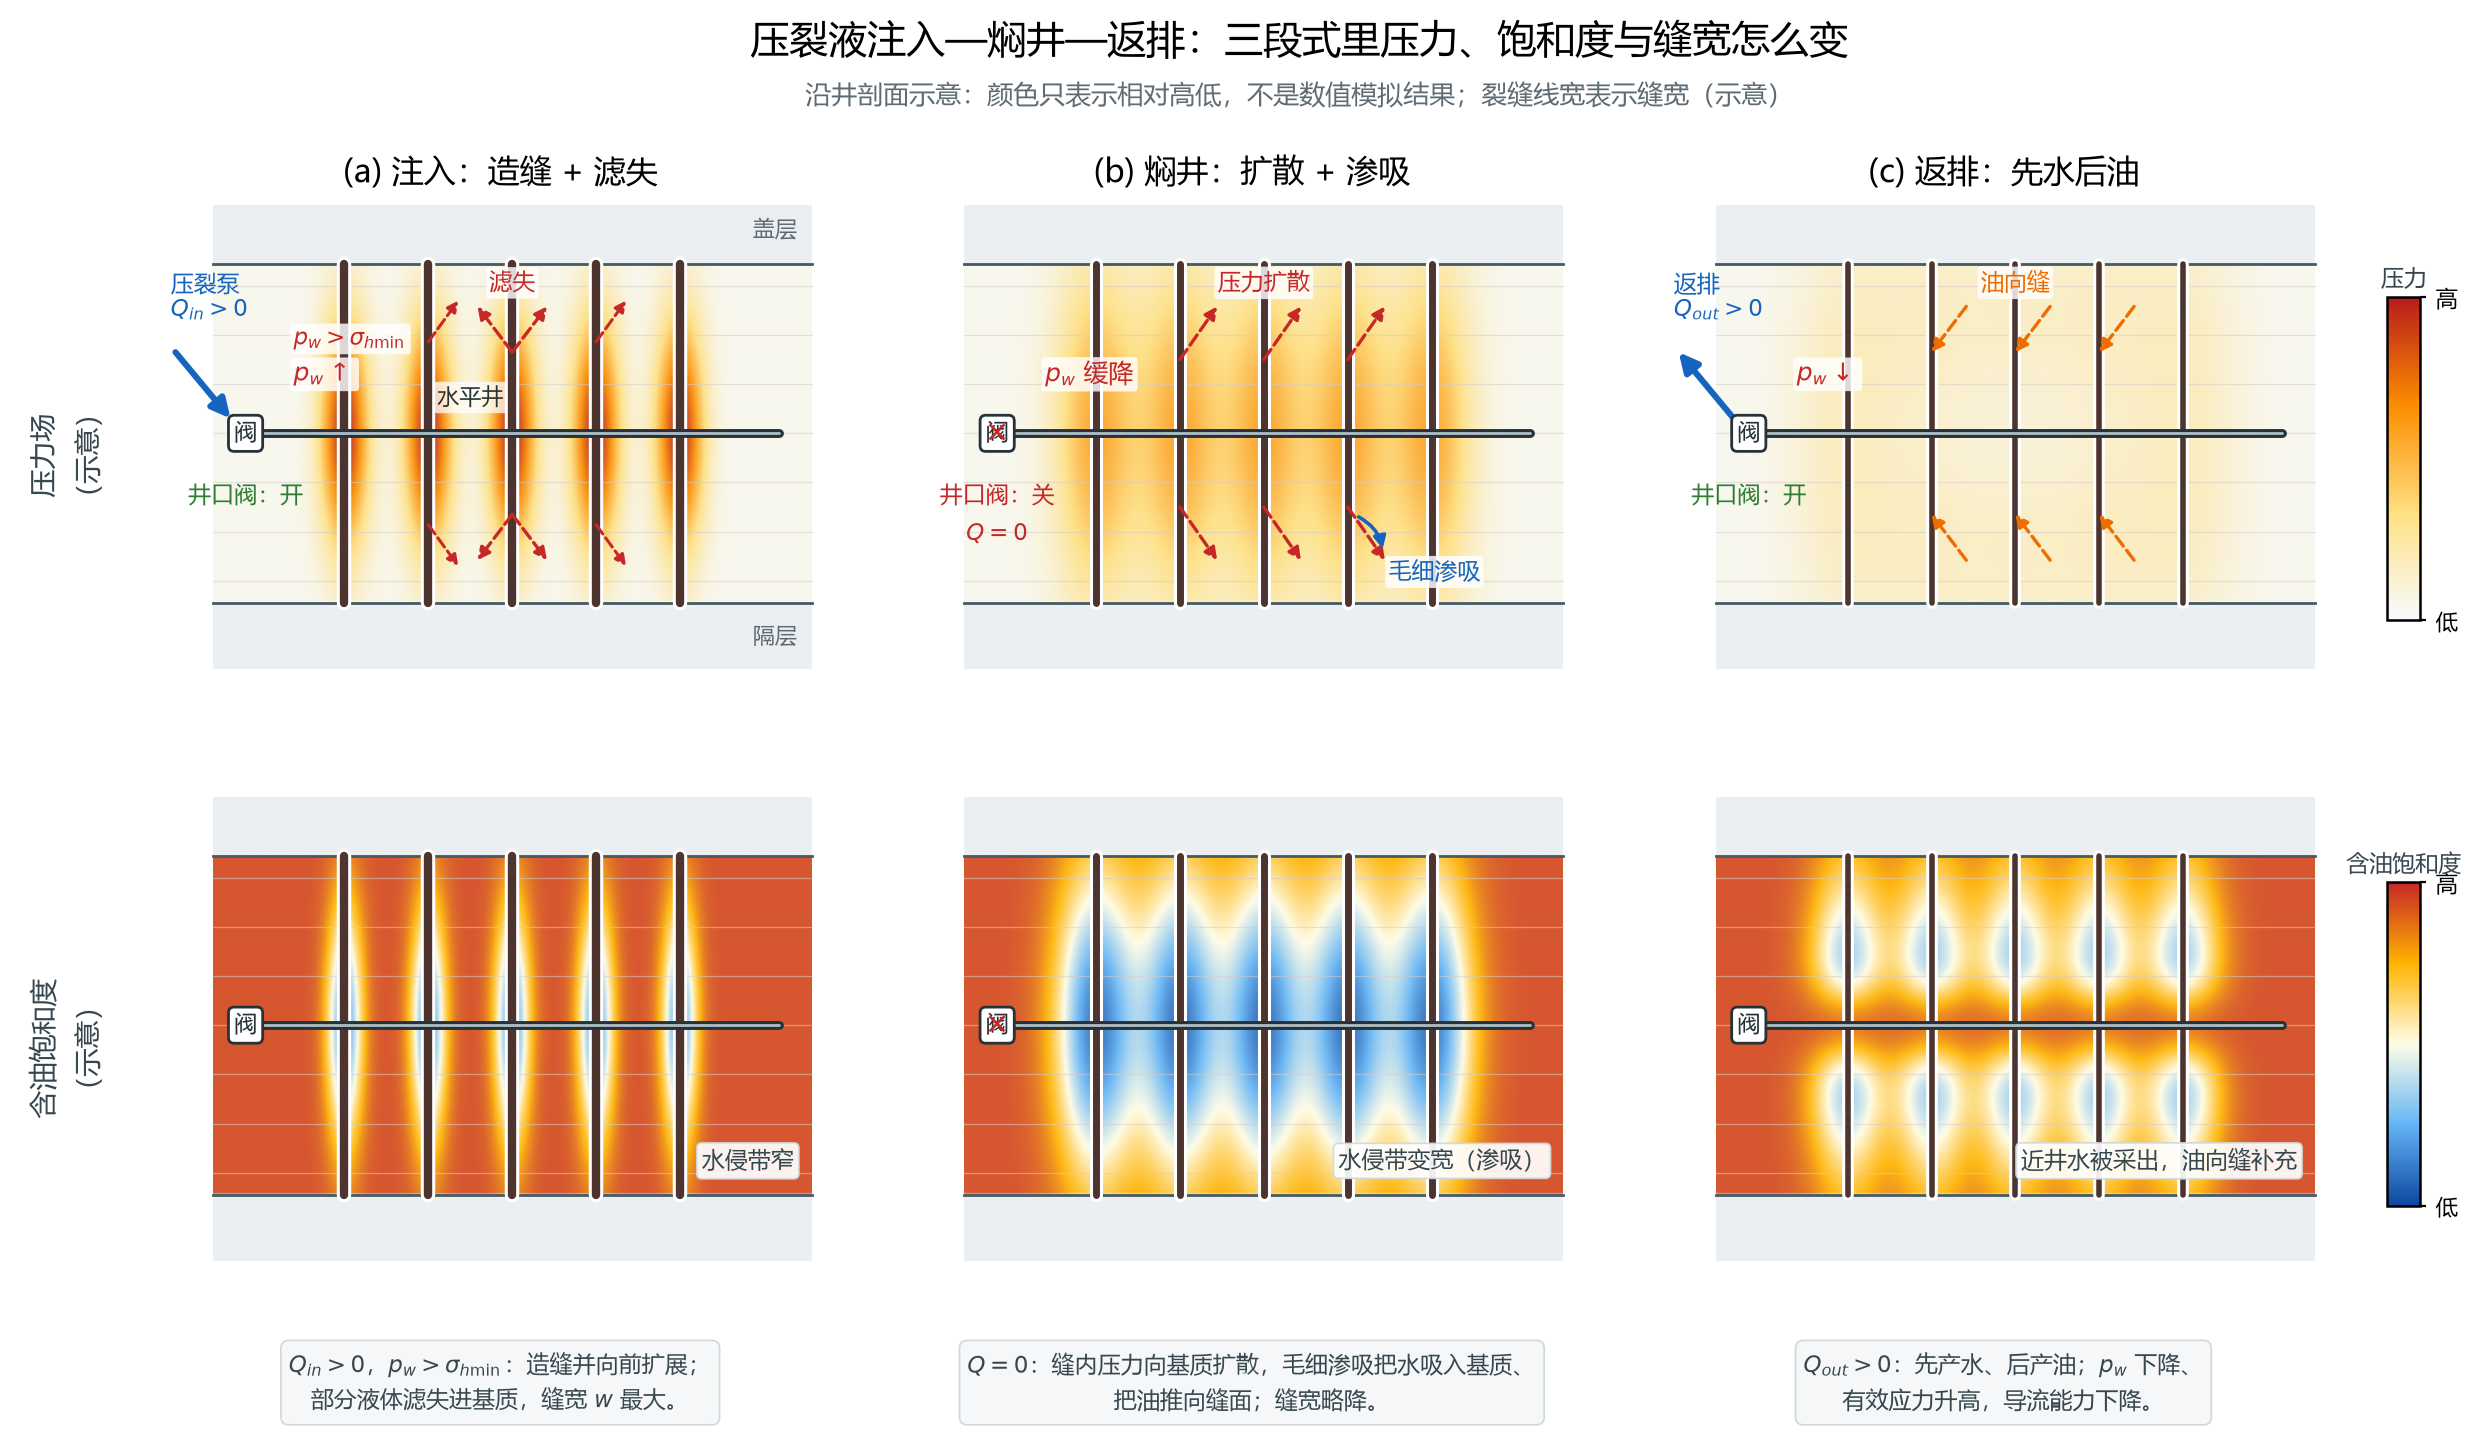 压裂液注入—焖井—返排：三段式里压力、饱和度与缝宽怎么变
沿井剖面示意：颜色只表示相对高低，不是数值模拟结果；裂缝线宽表示缝宽（示意）
(a) 注入：造缝 + 滤失
(b) 焖井：扩散 + 渗吸
(c) 返排：先水后油
压力场
（示意）
盖层
压裂泵
Q_in > 0
滤失
p_w > σ_hmin
p_w ↑
水平井
阀
井口阀：开
隔层
压力扩散
p_w 缓降
阀
井口阀：关
Q = 0
毛细渗吸
返排
Q_out > 0
油向缝
p_w ↓
阀
井口阀：开
压力
高
低
含油饱和度
（示意）
阀
水侵带窄
阀
水侵带变宽（渗吸）
阀
近井水被采出，油向缝补充
含油饱和度
高
低
Q_in > 0，p_w > σ_hmin：造缝并向前扩展；
部分液体滤失进基质，缝宽 w 最大。
Q = 0：缝内压力向基质扩散，毛细渗吸把水吸入基质、
把油推向缝面；缝宽略降。
Q_out > 0：先产水、后产油；p_w 下降、
有效应力升高，导流能力下降。